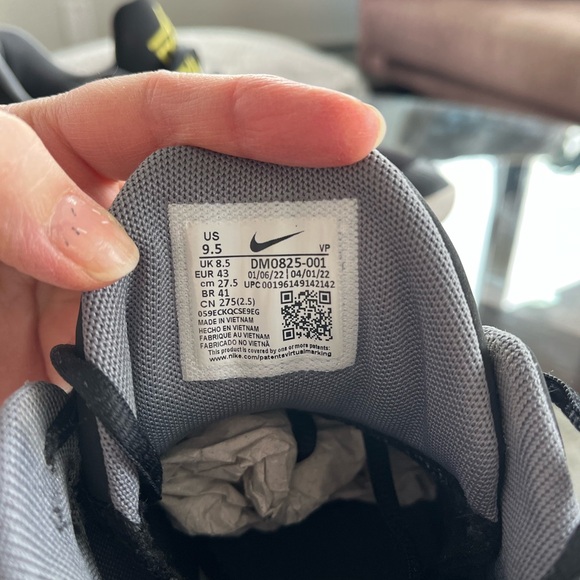 US
9.5 VP
UK 8.5 DM0825-001
EUR 43 01/06/22 | 04/01/22
cm 27.5 UPC 00196149142142
BR 41
CN 275(2.5)
059ECKQCSE9EG
MADE IN VIETNAM
HECHO EN VIETNAM
FABRIQUE AU VIETNAM
FABRICADO NO VIETNÃ
This product is covered by one or more patents:
www.nike.com/patentsvirtualmarking